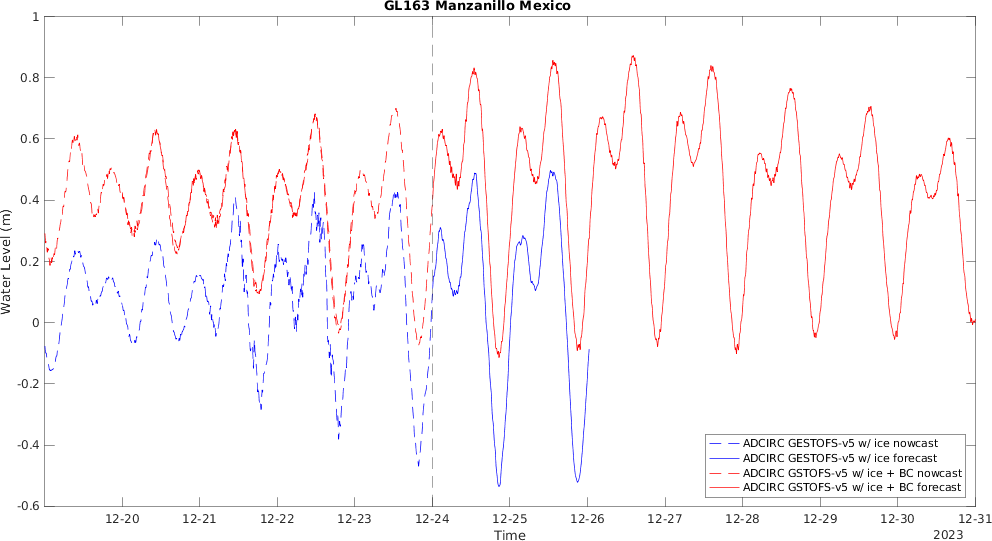 GL163 Manzanillo Mexico
1
0.8
0.6
0.4
0.2
0
-0.2
-0.4
-0.6
Water Level (m)
ADCIRC GESTOFS-v5 w/ ice nowcast
ADCIRC GESTOFS-v5 w/ ice forecast
ADCIRC GSTOFS-v5 w/ ice + BC nowcast
ADCIRC GSTOFS-v5 w/ ice + BC forecast
12-20 12-21 12-22 12-23 12-24 12-25 12-26 12-27 12-28 12-29 12-30 12-31
Time
2023